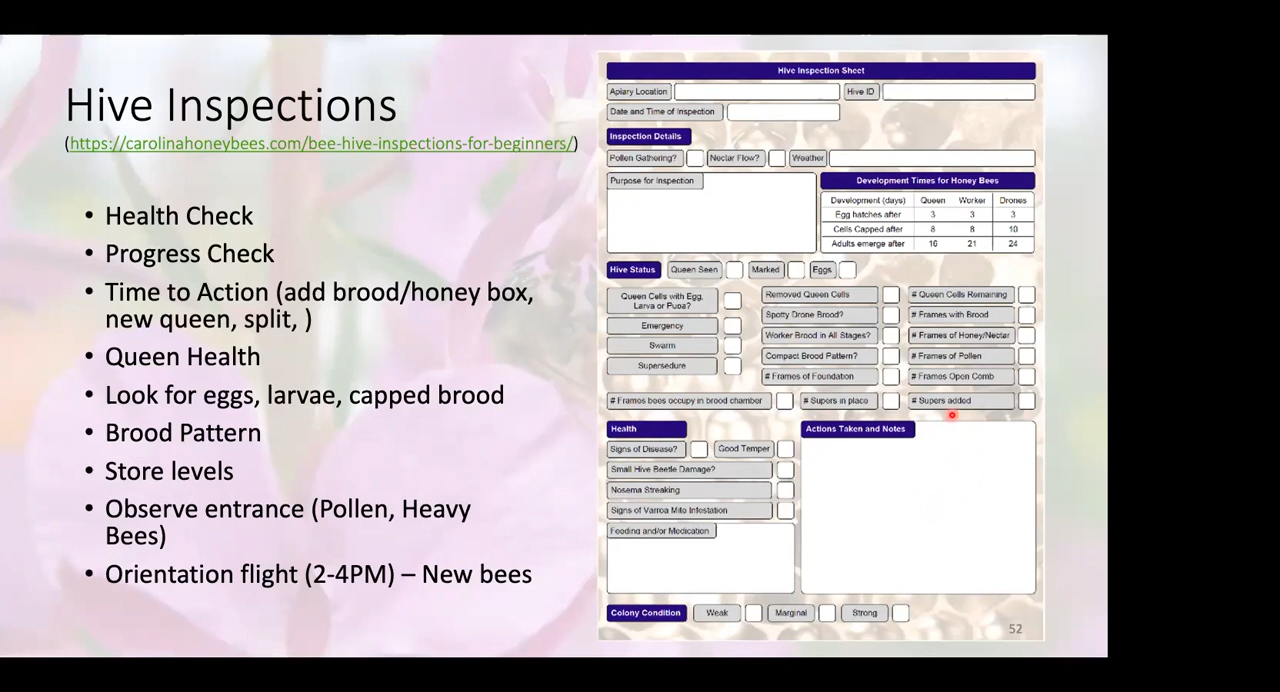 Hive Inspections
(https://carolinahoneybees.com/bee-hive-inspections-for-beginners/)
• Health Check
• Progress Check
• Time to Action (add brood/honey box,
new queen, split, )
• Queen Health
• Look for eggs, larvae, capped brood
• Brood Pattern
• Store levels
• Observe entrance (Pollen, Heavy
Bees)
• Orientation flight (2-4PM) – New bees
Hive Inspection Sheet
Apiary Location Hive ID
Date and Time of Inspection
Inspection Details
Pollen Gathering? Nectar Flow? Weather
Purpose for Inspection
Development Times for Honey Bees
Development (days) Queen Worker Drones
Egg hatches after 3 3 3
Cells Capped after 8 8 10
Adults emerge after 16 21 24
Hive Status Queen Seen Marked Eggs
Queen Cells with Egg,
Larva or Pupa?
Emergency
Swarm
Supersedure
Removed Queen Cells
Spotty Drone Brood?
Worker Brood in All Stages?
Compact Brood Pattern?
# Frames of Foundation
# Queen Cells Remaining
# Frames with Brood
# Frames of Honey/Nectar
# Frames of Pollen
# Frames Open Comb
# Frames bees occupy in brood chamber # Supers in place # Supers added
Health
Signs of Disease? Good Temper
Small Hive Beetle Damage?
Nosema Streaking
Signs of Varroa Mite Infestation
Feeding and/or Medication
Actions Taken and Notes
Colony Condition Weak Marginal Strong
52